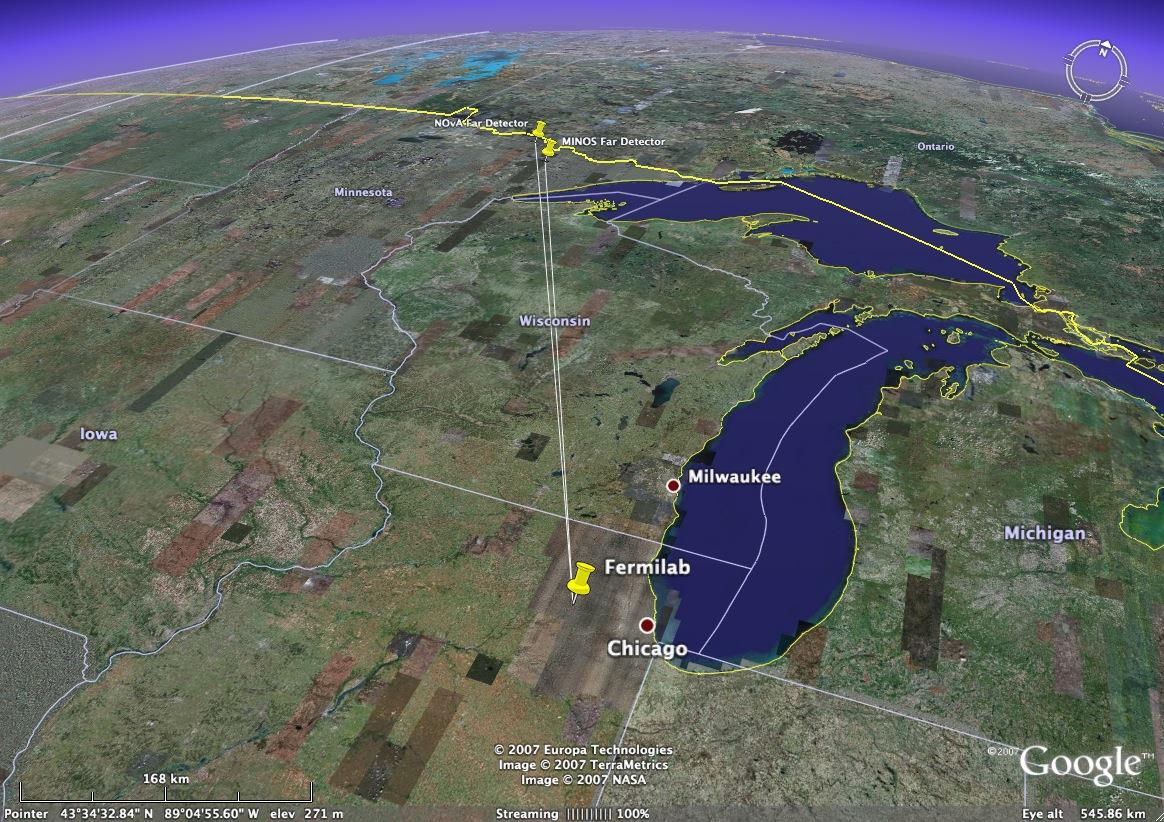 N
NOvA Far Detector
MINOS Far Detector
Ontario
Minnesota
Wisconsin
Iowa
Milwaukee
Michigan
Fermilab
Chicago
© 2007 Europa Technologies
Image © 2007 TerraMetrics
Image © 2007 NASA
©2007 Google™
168 km
Pointer 43°34'32.84" N 89°04'55.60" W elev 271 m Streaming |||||||||| 100% Eye alt 545.86 km